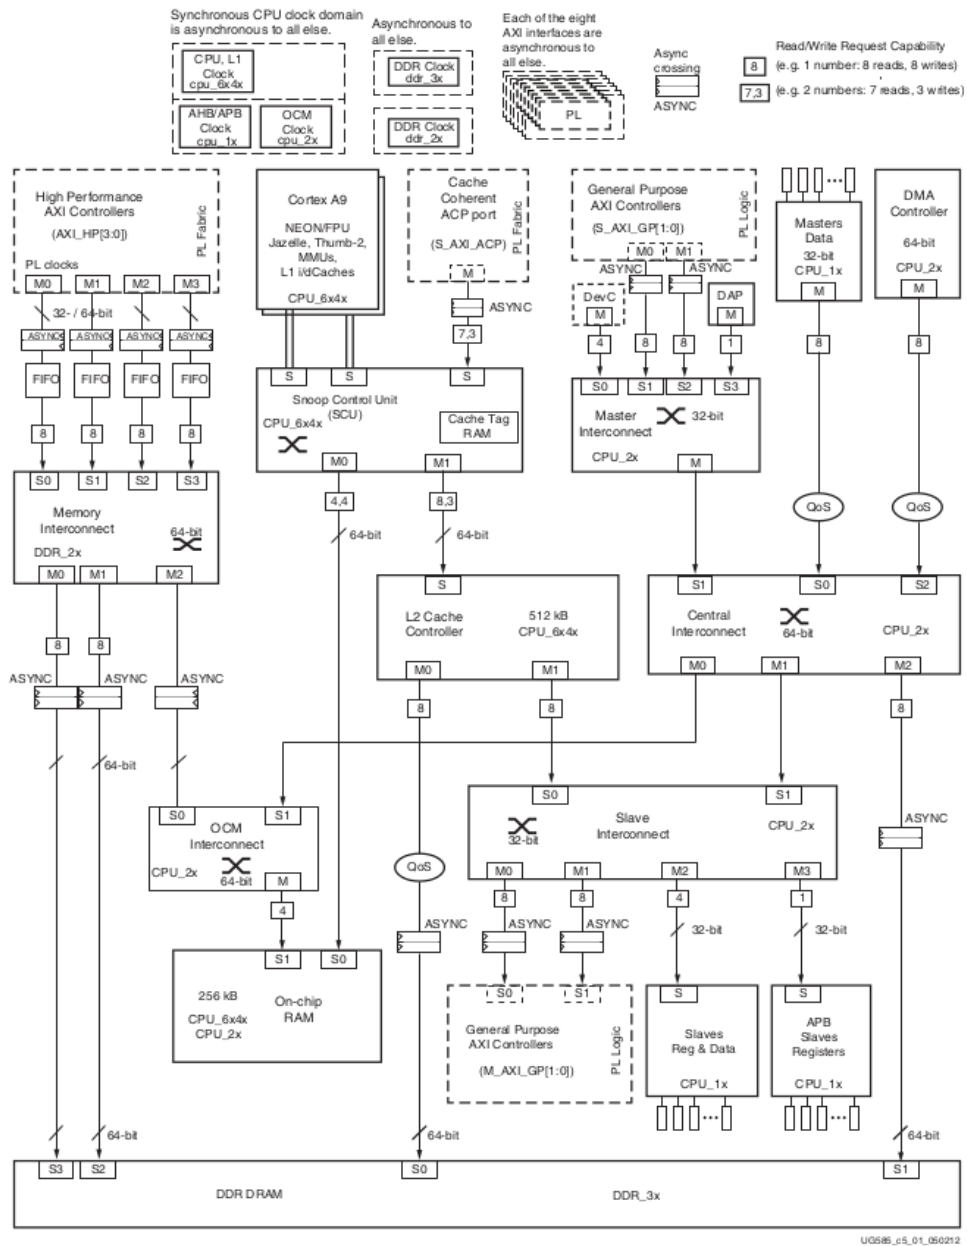 Synchronous CPU clock domain
is asynchronous to all else.
CPU, L1
Clock
cpu_6x4x
AHB/APB
Clock
cpu_1x
OCM
Clock
cpu_2x
Asynchronous to
all else.
DDR Clock
ddr_3x
DDR Clock
ddr_2x
Each of the eight
AXI interfaces are
asynchronous to
all else.
PL
Async
crossing
ASYNC
Read/Write Request Capability
8
(e.g. 1 number: 8 reads, 8 writes)
7,3
(e.g. 2 numbers: 7 reads, 3 writes)
High Performance
AXI Controllers
(AXI_HP[3:0])
PL Fabric
PL clocks
M0 M1 M2 M3
32- / 64-bit
ASYNC ASYNC ASYNC ASYNC
FIFO FIFO FIFO FIFO
8 8 8 8
S0 S1 S2 S3
Memory
Interconnect
64-bit
DDR_2x
M0 M1 M2
8 8
ASYNC ASYNC ASYNC
64-bit
Cortex A9
NEON/FPU
Jazelle, Thumb-2,
MMUs,
L1 i/dCaches
CPU_6x4x
Cache
Coherent
ACP port
(S_AXI_ACP)
PL Fabric
M
ASYNC
7,3
S S S
Snoop Control Unit
(SCU)
CPU_6x4x
Cache Tag
RAM
M0 M1
4,4 8,3
64-bit 64-bit
General Purpose
AXI Controllers
(S_AXI_GP[1:0])
PL Logic
M0 M1
ASYNC ASYNC
DevC
M
DAP
M
4 8 8 1
S0 S1 S2 S3
Master
Interconnect
32-bit
CPU_2x
M
Masters
Data
32-bit
CPU_1x
M
8
QoS
DMA
Controller
64-bit
CPU_2x
M
8
QoS
S
L2 Cache
Controller
512 kB
CPU_6x4x
M0 M1
8 8
S1 S0 S2
Central
Interconnect
64-bit
CPU_2x
M0 M1 M2
8
ASYNC
S0 S1
OCM
Interconnect
CPU_2x
64-bit
M
4
QoS
ASYNC
S0 S1
Slave
Interconnect
32-bit
CPU_2x
M0 M1 M2 M3
8 8 4 1
ASYNC ASYNC
32-bit 32-bit
S1 S0
256 kB
CPU_6x4x
CPU_2x
On-chip
RAM
S0 S1
General Purpose
AXI Controllers
(M_AXI_GP[1:0])
PL Logic
S
Slaves
Reg & Data
CPU_1x
S
APB
Slaves
Registers
CPU_1x
64-bit 64-bit 64-bit
S3 S2 S0 S1
DDR DRAM
DDR_3x
UG585_c5_01_050212